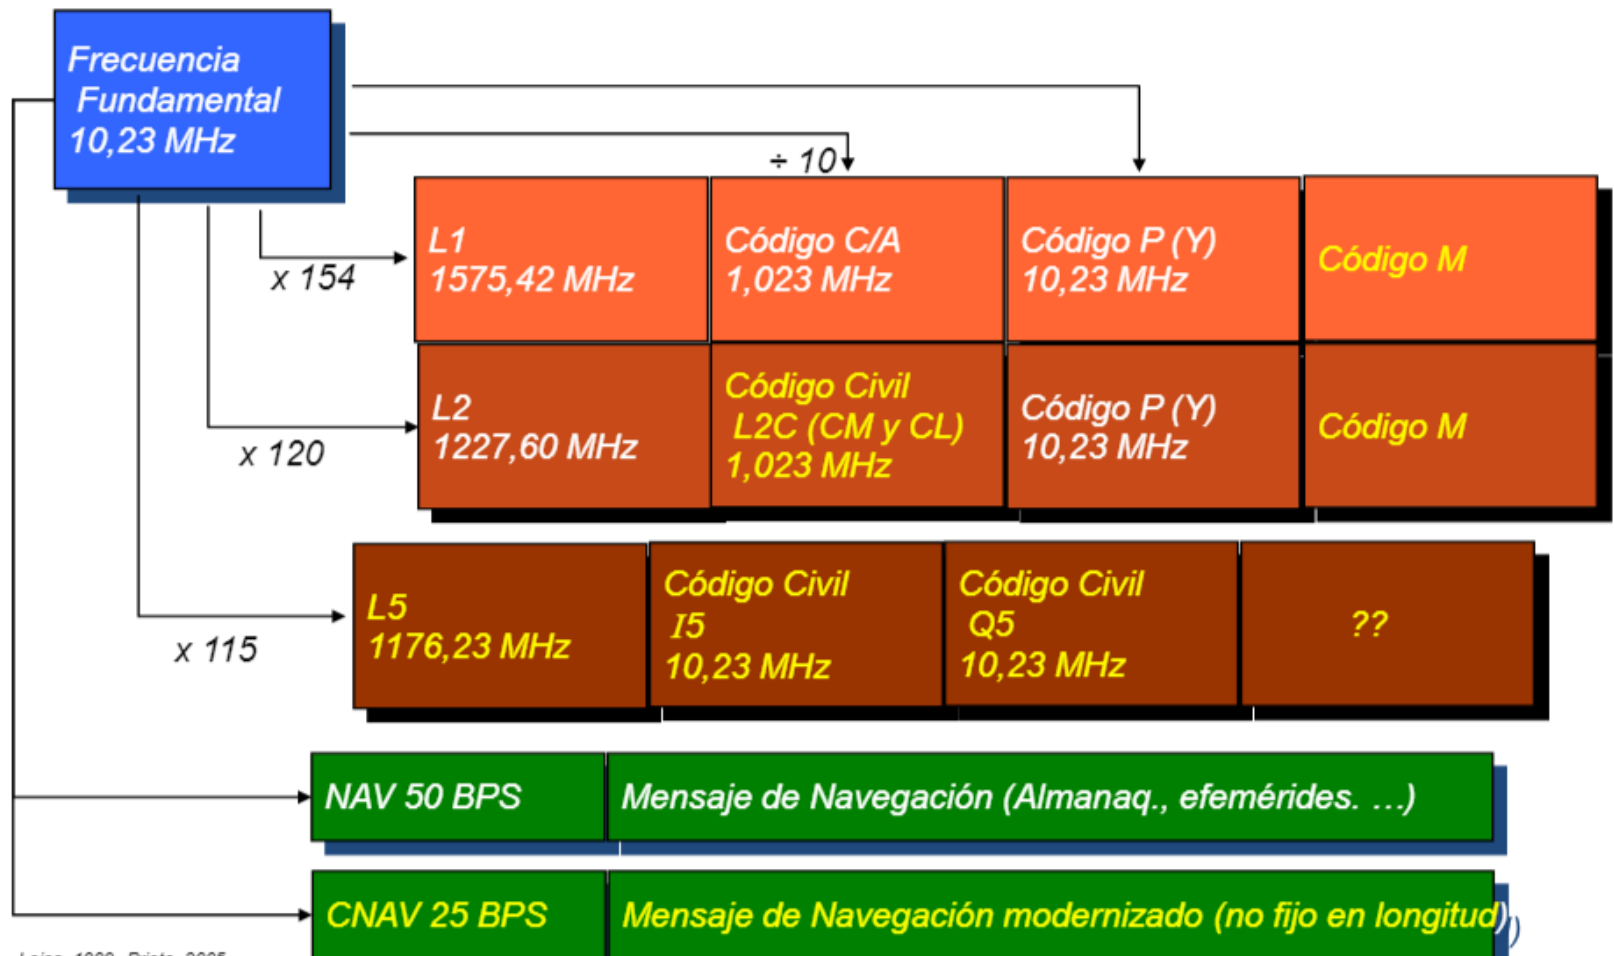 Frecuencia
Fundamental
10,23 MHz
÷ 10
x 154
L1
1575,42 MHz
Código C/A
1,023 MHz
Código P (Y)
10,23 MHz
Código M
x 120
L2
1227,60 MHz
Código Civil
L2C (CM y CL)
1,023 MHz
Código P (Y)
10,23 MHz
Código M
x 115
L5
1176,23 MHz
Código Civil
I5
10,23 MHz
Código Civil
Q5
10,23 MHz
??
NAV 50 BPS
Mensaje de Navegación (Almanaq., efemérides. …)
CNAV 25 BPS
Mensaje de Navegación modernizado (no fijo en longitud)